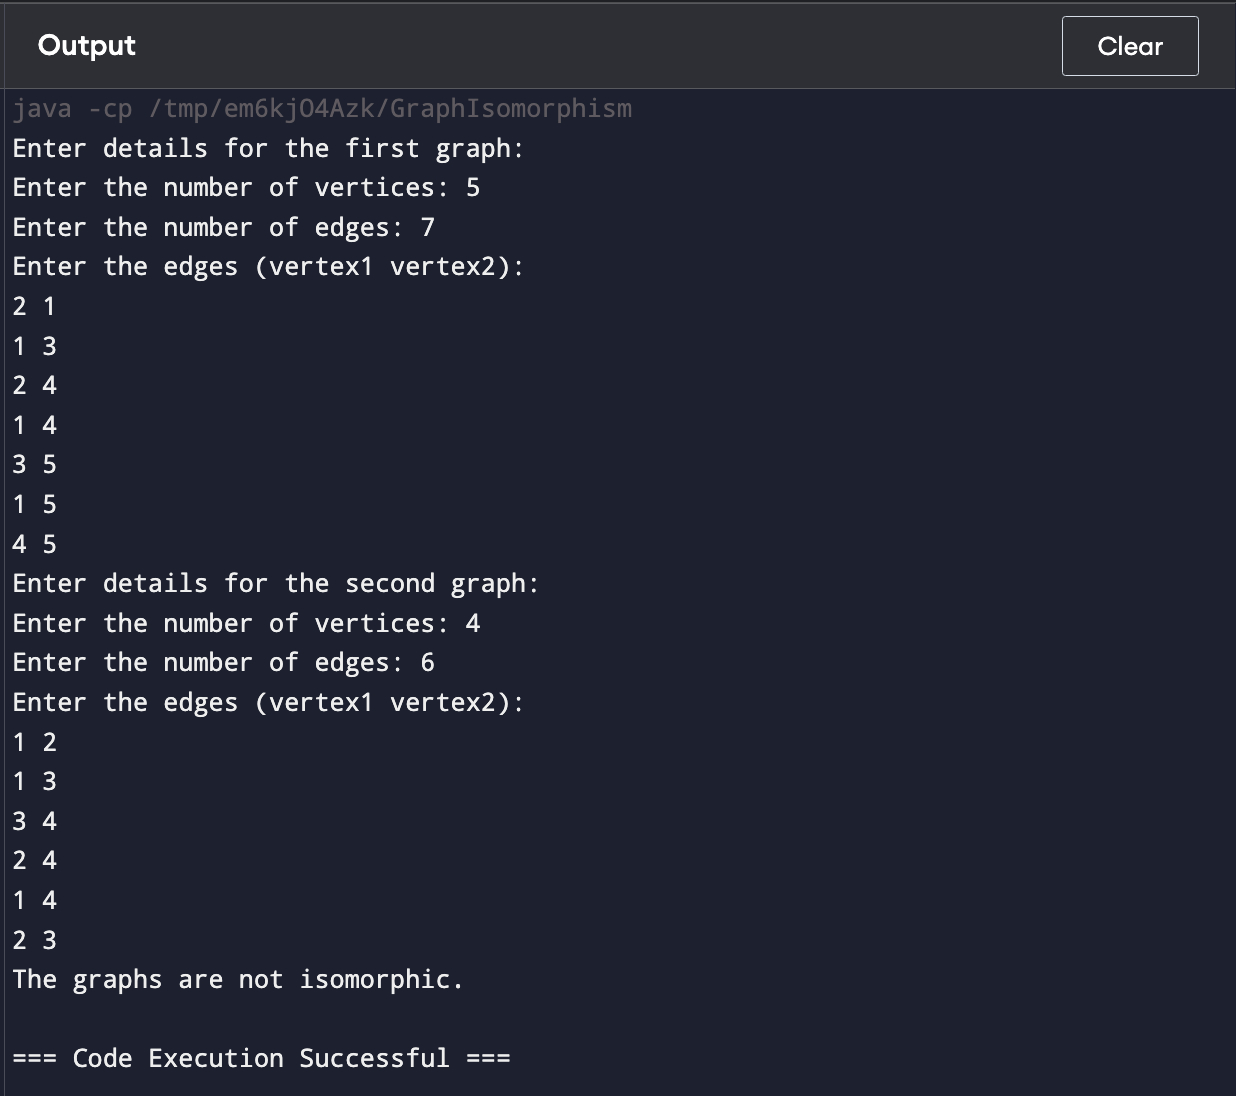 Output
Clear
java -cp /tmp/em6kjO4Azk/GraphIsomorphism
Enter details for the first graph:
Enter the number of vertices: 5
Enter the number of edges: 7
Enter the edges (vertex1 vertex2):
2 1
1 3
2 4
1 4
3 5
1 5
4 5
Enter details for the second graph:
Enter the number of vertices: 4
Enter the number of edges: 6
Enter the edges (vertex1 vertex2):
1 2
1 3
3 4
2 4
1 4
2 3
The graphs are not isomorphic.
=== Code Execution Successful ===